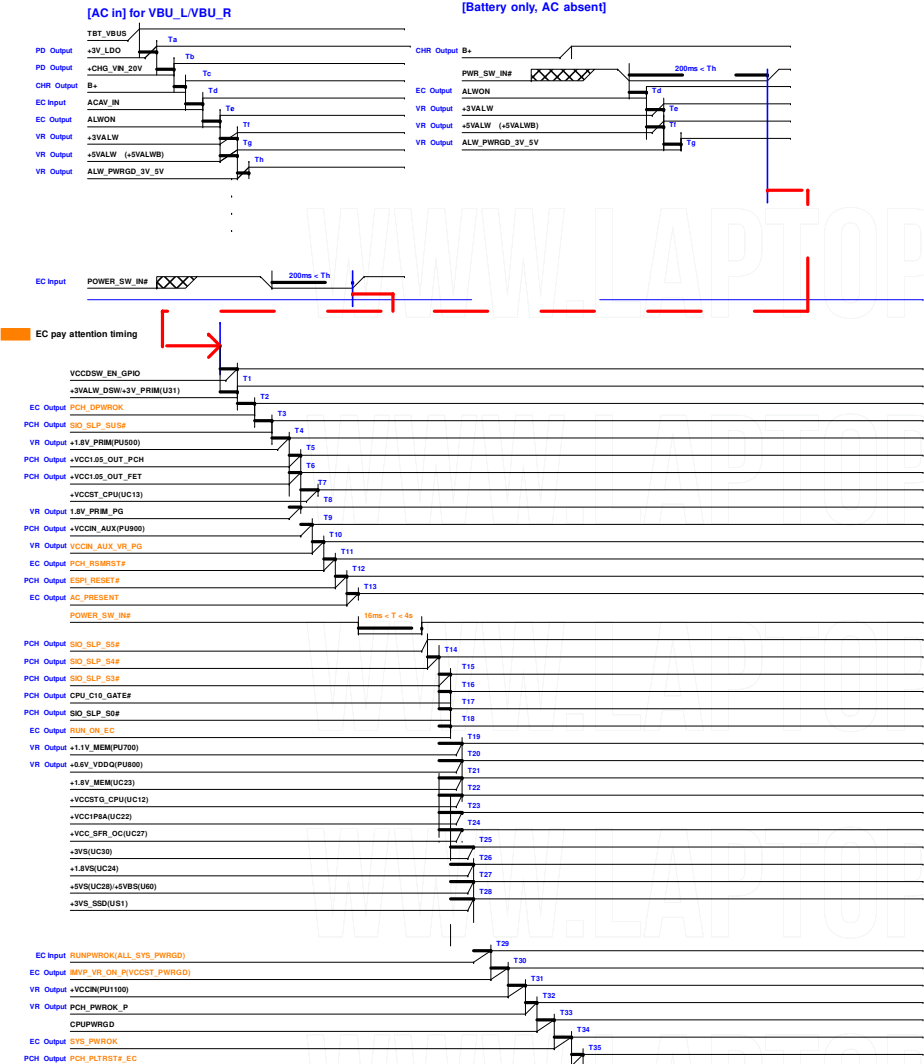 [AC in] for VBU_L/VBU_R
[Battery only, AC absent]
TBT_VBUS
Ta
PD Output +3V_LDO
Tb
PD Output +CHG_VIN_20V
Tc
CHR Output B+
Td
EC Input ACAV_IN
Te
EC Output ALWON
Tf
VR Output +3VALW
Tg
VR Output +5VALW (+5VALWB)
Th
VR Output ALW_PWRGD_3V_5V
CHR Output B+
200ms < Th
PWR_SW_IN#
EC Output ALWON
Td
VR Output +3VALW
Te
VR Output +5VALW (+5VALWB)
Tf
VR Output ALW_PWRGD_3V_5V
Tg
WWW.LAPTOP
EC Input POWER_SW_IN#
200ms < Th
EC pay attention timing
VCCDSW_EN_GPIO
T1
+3VALW_DSW/+3V_PRIM(U31)
T2
EC Output PCH_DPWROK
T3
PCH Output SIO_SLP_SUS#
T4
VR Output +1.8V_PRIM(PU500)
T5
PCH Output +VCC1.05_OUT_PCH
T6
PCH Output +VCC1.05_OUT_FET
T7
+VCCST_CPU(UC13)
T8
VR Output 1.8V_PRIM_PG
T9
PCH Output +VCCIN_AUX(PU900)
T10
VR Output VCCIN_AUX_VR_PG
T11
EC Output PCH_RSMRST#
T12
PCH Output ESPI_RESET#
T13
EC Output AC_PRESENT
POWER_SW_IN#
16ms < T < 4s
PCH Output SIO_SLP_S5#
T14
PCH Output SIO_SLP_S4#
T15
PCH Output SIO_SLP_S3#
T16
PCH Output CPU_C10_GATE#
T17
PCH Output SIO_SLP_S0#
T18
EC Output RUN_ON_EC
T19
VR Output +1.1V_MEM(PU700)
T20
VR Output +0.6V_VDDQ(PU800)
T21
+1.8V_MEM(UC23)
T22
+VCCSTG_CPU(UC12)
T23
+VCC1P8A(UC22)
T24
+VCC_SFR_OC(UC27)
T25
+3VS(UC30)
T26
+1.8VS(UC24)
T27
+5VS(UC28)/+5VBS(U60)
T28
+3VS_SSD(US1)
WWW.LAPTOP
T29
EC Input RUNPWROK(ALL_SYS_PWRGD)
T30
EC Output IMVP_VR_ON_P(VCCST_PWRGD)
T31
VR Output +VCCIN(PU1100)
T32
VR Output PCH_PWROK_P
T33
CPUPWRGD
T34
EC Output SYS_PWROK
T35
PCH Output PCH_PLTRST#_EC